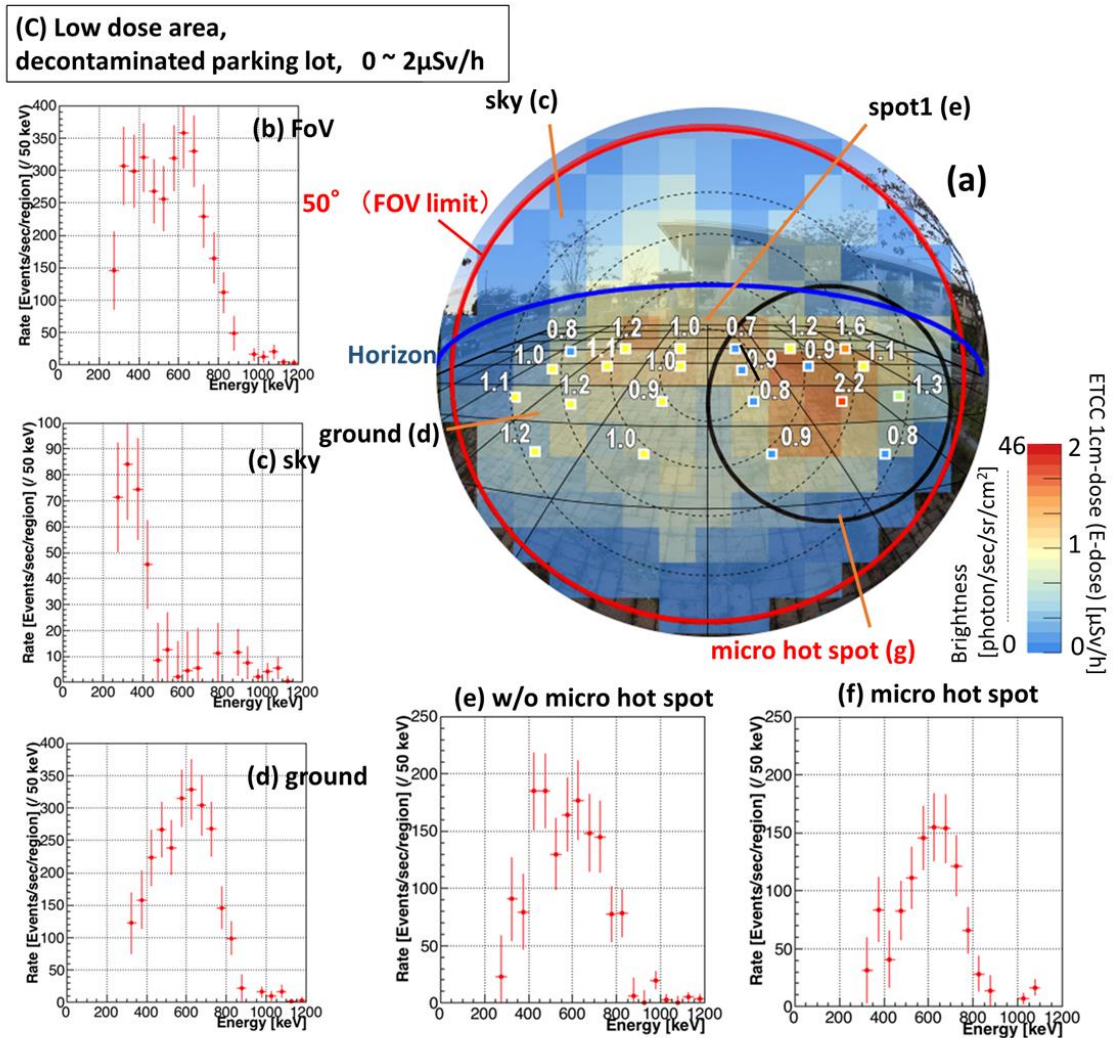 (C) Low dose area,
decontaminated parking lot, 0 ~ 2μSv/h
sky (c)
spot1 (e)
(a)
50° (FOV limit)
Horizon
ground (d)
micro hot spot (g)
0.8
1.2
1.0
0.7
1.2
1.6
1.0
1.1
1.0
0.9
0.9
1.1
1.1
1.2
0.9
0.8
2.2
1.3
1.2
1.0
0.9
0.8
46
2
1
0
0
Brightness
[photon/sec/sr/cm²]
ETCC 1cm-dose (E-dose) [μSv/h]
(b) FoV
Rate [Events/sec/region] (/ 50 keV)
400
350
300
250
200
150
100
50
0
0 200 400 600 800 1000 1200
Energy [keV]
(c) sky
Rate [Events/sec/region] (/ 50 keV)
100
90
80
70
60
50
40
30
20
10
0
0 200 400 600 800 1000 1200
Energy [keV]
(d) ground
Rate [Events/sec/region] (/ 50 keV)
400
350
300
250
200
150
100
50
0
0 200 400 600 800 1000 1200
Energy [keV]
(e) w/o micro hot spot
Rate [Events/sec/region] (/ 50 keV)
250
200
150
100
50
0
0 200 400 600 800 1000 1200
Energy [keV]
(f) micro hot spot
Rate [Events/sec/region] (/ 50 keV)
250
200
150
100
50
0
0 200 400 600 800 1000 1200
Energy [keV]